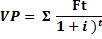 VP = Σ Ft / 1 + i )^t